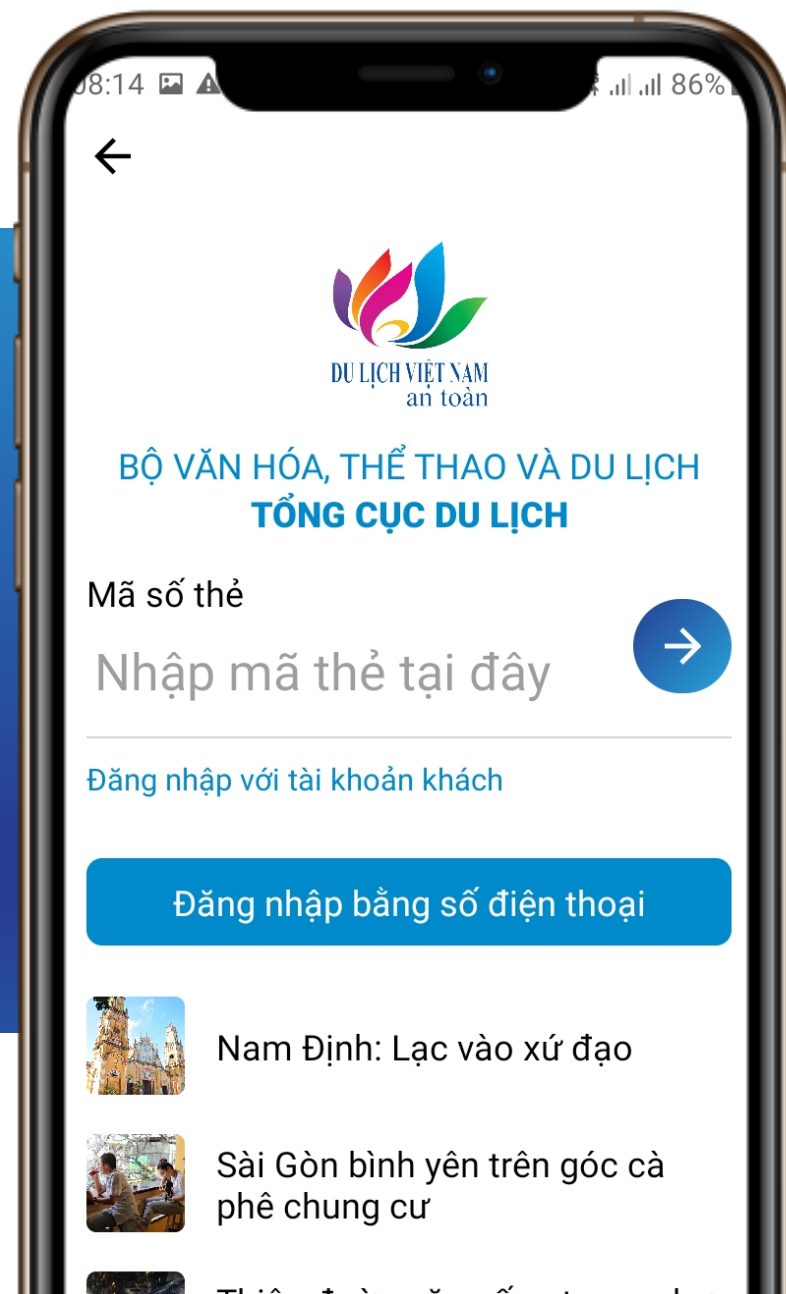 08:14 86%
DU LỊCH VIỆT NAM
an toàn
BỘ VĂN HÓA, THỂ THAO VÀ DU LỊCH
TỔNG CỤC DU LỊCH
Mã số thẻ
Nhập mã thẻ tại đây
Đăng nhập với tài khoản khách
Đăng nhập bằng số điện thoại
Nam Định: Lạc vào xứ đạo
Sài Gòn bình yên trên góc cà
phê chung cư